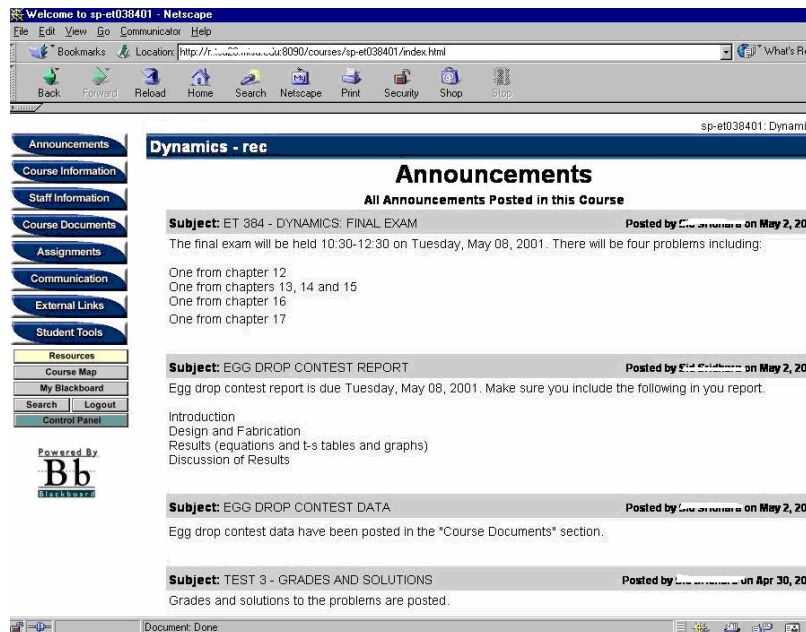 Welcome to sp-et038401 - Netscape
File Edit View Go Communicator Help
Bookmarks Location: What's Re
Back Forward Reload Home Search Netscape Print Security Shop Stop
sp-et038401: Dynami
Announcements
Course Information
Staff Information
Course Documents
Assignments
Communication
External Links
Student Tools
Resources
Course Map
My Blackboard
Search Logout
Control Panel
Powered By
Bb
Blackboard
Dynamics - rec
Announcements
All Announcements Posted in this Course
Subject: ET 384 - DYNAMICS: FINAL EXAM Posted by on May 2, 20
The final exam will be held 10:30-12:30 on Tuesday, May 08, 2001. There will be four problems including:
One from chapter 12
One from chapters 13, 14 and 15
One from chapter 16
One from chapter 17
Subject: EGG DROP CONTEST REPORT Posted by on May 2, 20
Egg drop contest report is due Tuesday, May 08, 2001. Make sure you include the following in you report.
Introduction
Design and Fabrication
Results (equations and t-s tables and graphs)
Discussion of Results
Subject: EGG DROP CONTEST DATA Posted by on May 2, 20
Egg drop contest data have been posted in the "Course Documents" section.
Subject: TEST 3 - GRADES AND SOLUTIONS Posted by on Apr 30, 20
Grades and solutions to the problems are posted.
Document: Done